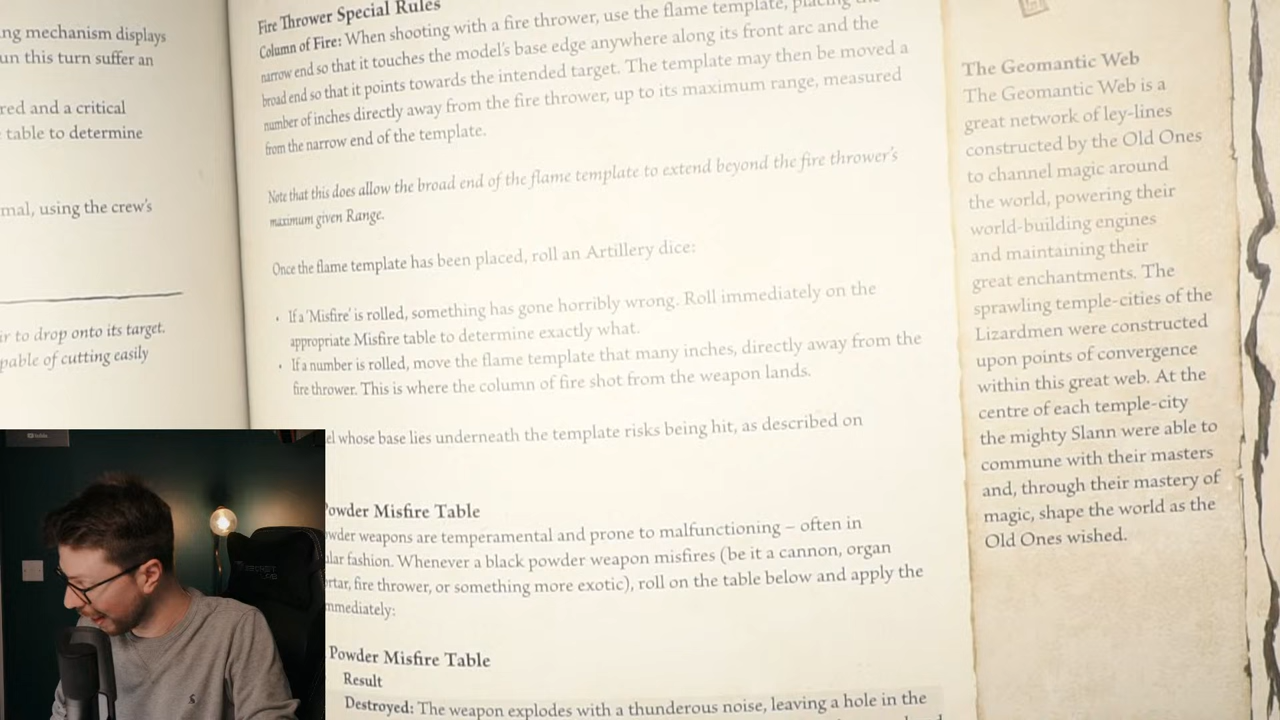 ng mechanism displays
un this turn suffer an
red and a critical
table to determine
mal, using the crew's
ir to drop onto its target.
pable of cutting easily
Fire Thrower Special Rules
Column of Fire: When shooting with a fire thrower, use the flame template, placing the
narrow end so that it touches the model's base edge anywhere along its front arc and the
broad end so that it points towards the intended target. The template may then be moved a
number of inches directly away from the fire thrower, up to its maximum range, measured
from the narrow end of the template.
Note that this does allow the broad end of the flame template to extend beyond the fire thrower's
maximum given Range.
Once the flame template has been placed, roll an Artillery dice:
• If a 'Misfire' is rolled, something has gone horribly wrong. Roll immediately on the
appropriate Misfire table to determine exactly what.
• If a number is rolled, move the flame template that many inches, directly away from the
fire thrower. This is where the column of fire shot from the weapon lands.
el whose base lies underneath the template risks being hit, as described on
Powder Misfire Table
wder weapons are temperamental and prone to malfunctioning – often in
lar fashion. Whenever a black powder weapon misfires (be it a cannon, organ
rtar, fire thrower, or something more exotic), roll on the table below and apply the
mmediately:
Powder Misfire Table
Result
Destroyed: The weapon explodes with a thunderous noise, leaving a hole in the
The Geomantic Web
The Geomantic Web is a
great network of ley-lines
constructed by the Old Ones
to channel magic around
the world, powering their
world-building engines
and maintaining their
great enchantments. The
sprawling temple-cities of the
Lizardmen were constructed
upon points of convergence
within this great web. At the
centre of each temple-city
the mighty Slann were able to
commune with their masters
and, through their mastery of
magic, shape the world as the
Old Ones wished.